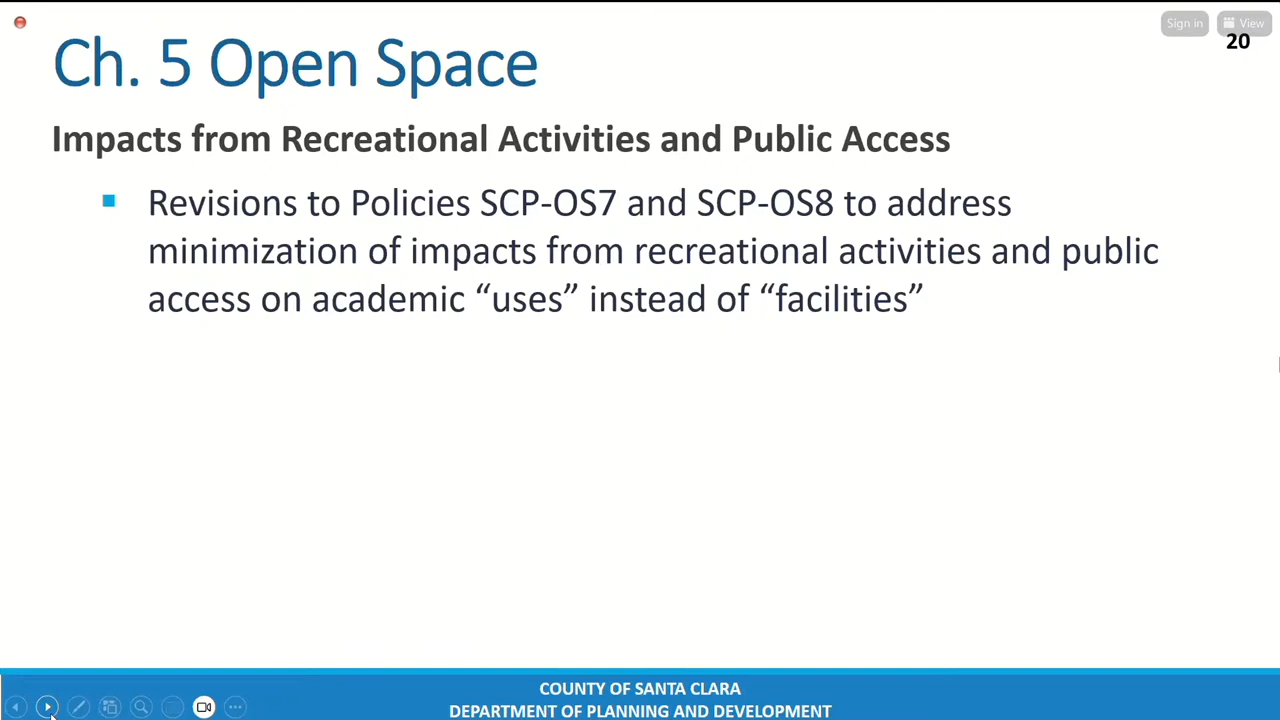 Sign in
View
20
Ch. 5 Open Space
Impacts from Recreational Activities and Public Access
Revisions to Policies SCP-OS7 and SCP-OS8 to address
minimization of impacts from recreational activities and public
access on academic “uses” instead of “facilities”
COUNTY OF SANTA CLARA
DEPARTMENT OF PLANNING AND DEVELOPMENT